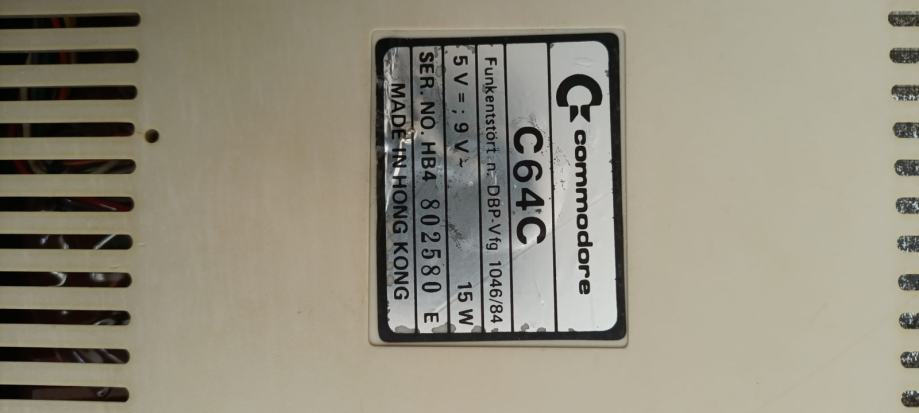 commodore
C64C
Funkentstört n. DBP-Vfg 1046/84
5 V = ; 9 V ~ 15 W
SER. NO. HB4 802580 E
MADE IN HONG KONG